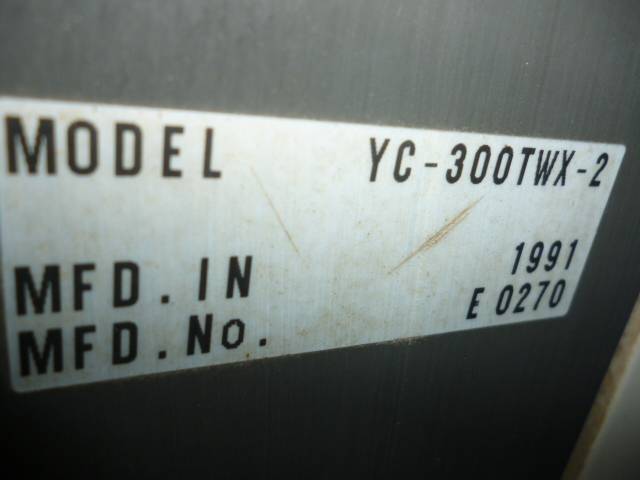 MODEL YC-300TWX-2
MFD. IN 1991
MFD. No. E 0270